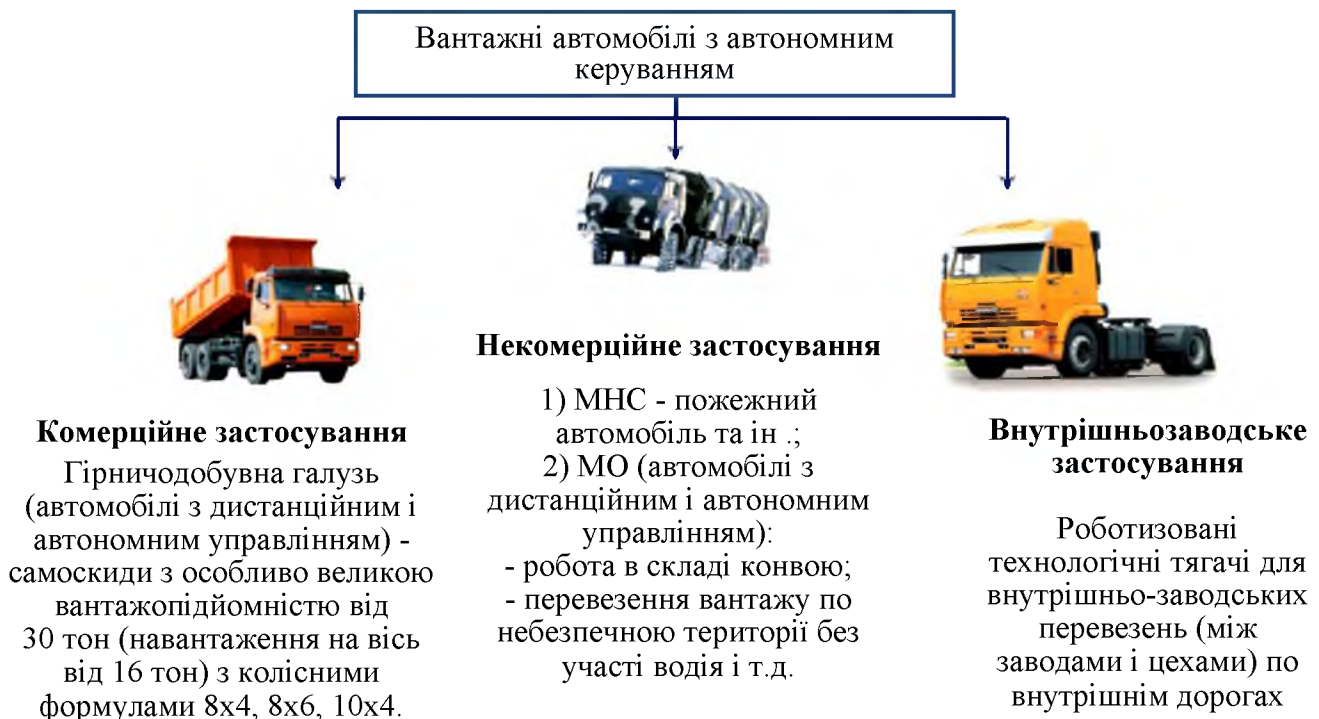 Вантажні автомобілі з автономним
керуванням
Комерційне застосування
Гірничодобувна галузь
(автомобілі з дистанційним і
автономним управлінням) -
самоскиди з особливо великою
вантажопідйомністю від
30 тон (навантаження на вісь
від 16 тон) з колісними
формулами 8х4, 8х6, 10х4.
Некомерційне застосування
1) МНС - пожежний
автомобіль та ін .;
2) МО (автомобілі з
дистанційним і автономним
управлінням):
- робота в складі конвою;
- перевезення вантажу по
небезпечною території без
участі водія і т.д.
Внутрішньозаводське
застосування
Роботизовані
технологічні тягачі для
внутрішньо-заводських
перевезень (між
заводами і цехами) по
внутрішнім дорогах